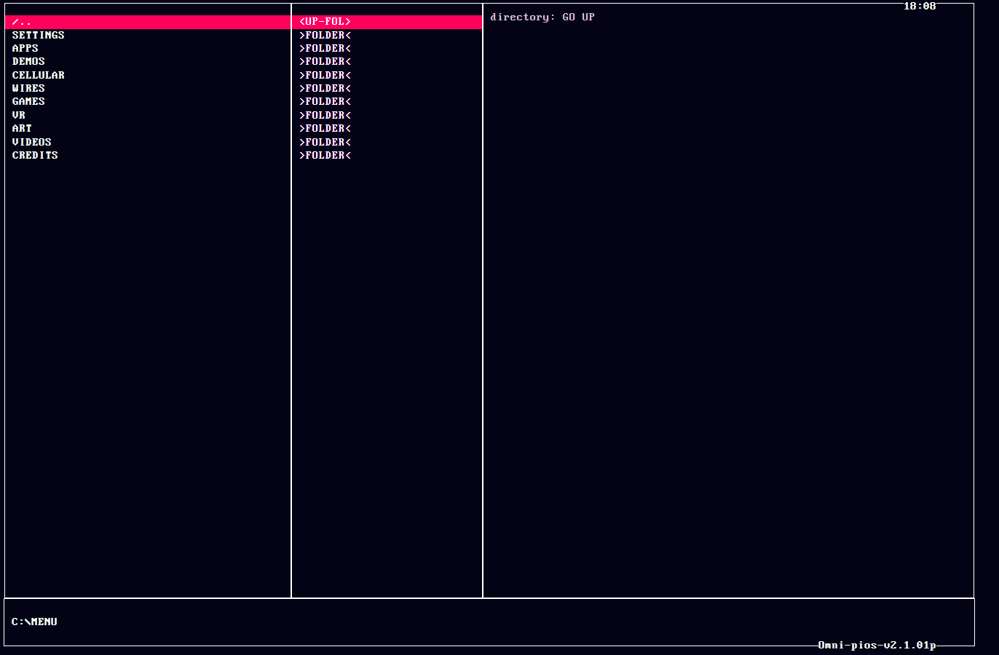 18:08
/.. <UP-FOL> directory: GO UP
SETTINGS >FOLDER<
APPS >FOLDER<
DEMOS >FOLDER<
CELLULAR >FOLDER<
WIRES >FOLDER<
GAMES >FOLDER<
VR >FOLDER<
ART >FOLDER<
VIDEOS >FOLDER<
CREDITS >FOLDER<
C:\MENU
Omni-pios-v2.1.01p